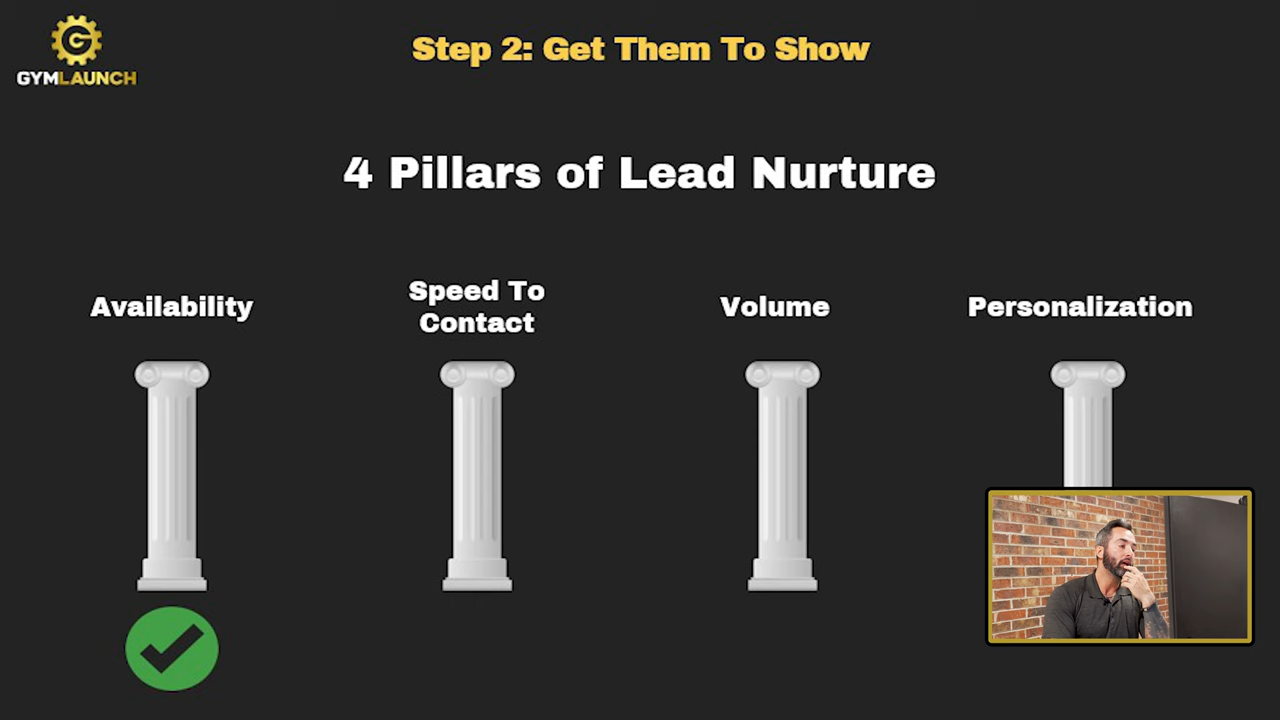 GYMLAUNCH
Step 2: Get Them To Show
4 Pillars of Lead Nurture
Availability
Speed To
Contact
Volume
Personalization